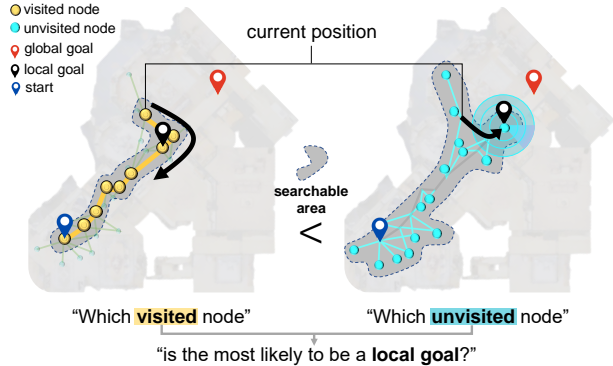 visited node
unvisited node
global goal
local goal
start
current position
searchable
area
<
“Which visited node”
“Which unvisited node”
“is the most likely to be a local goal?”